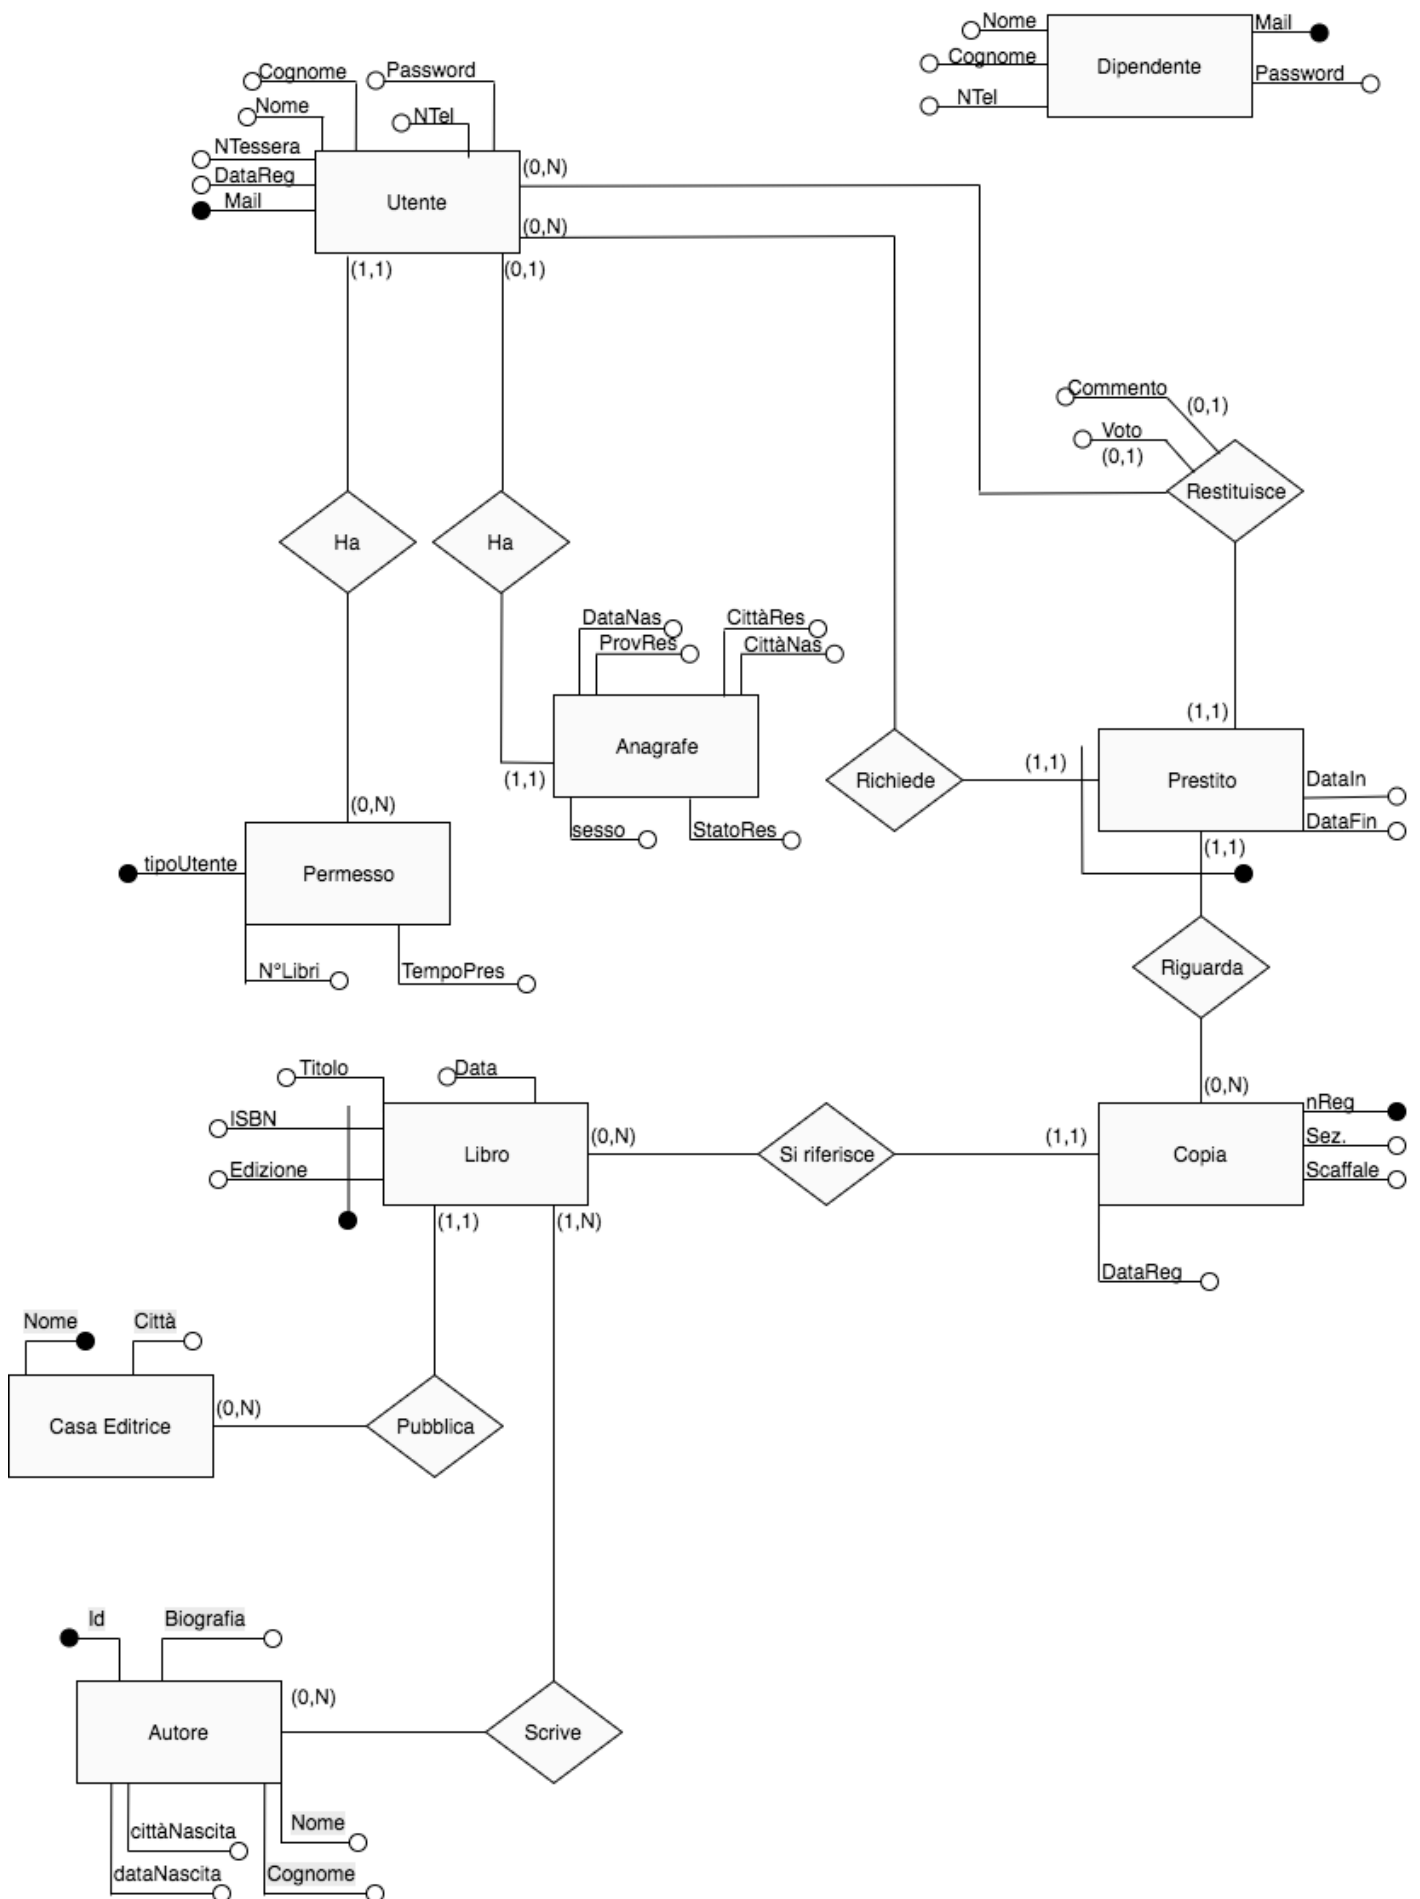 Nome
Mail
Cognome
Dipendente
Password
NTel
Cognome
Password
Nome
NTel
NTessera
DataReg
Mail
Utente
(0,N)
(0,N)
(1,1)
(0,1)
Commento
(0,1)
Voto
(0,1)
Restituisce
Ha
Ha
DataNas
CittàRes
ProvRes
CittàNas
Anagrafe
(1,1)
sesso
StatoRes
(1,1)
Richiede
(1,1)
Prestito
DataIn
DataFin
(1,1)
(0,N)
tipoUtente
Permesso
N°Libri
TempoPres
Riguarda
Titolo
Data
ISBN
Edizione
Libro
(0,N)
Si riferisce
(1,1)
(0,N)
Copia
nReg
Sez.
Scaffale
DataReg
(1,1)
(1,N)
Nome
Città
Casa Editrice
(0,N)
Pubblica
Id
Biografia
Autore
(0,N)
Scrive
cittàNascita
Nome
dataNascita
Cognome